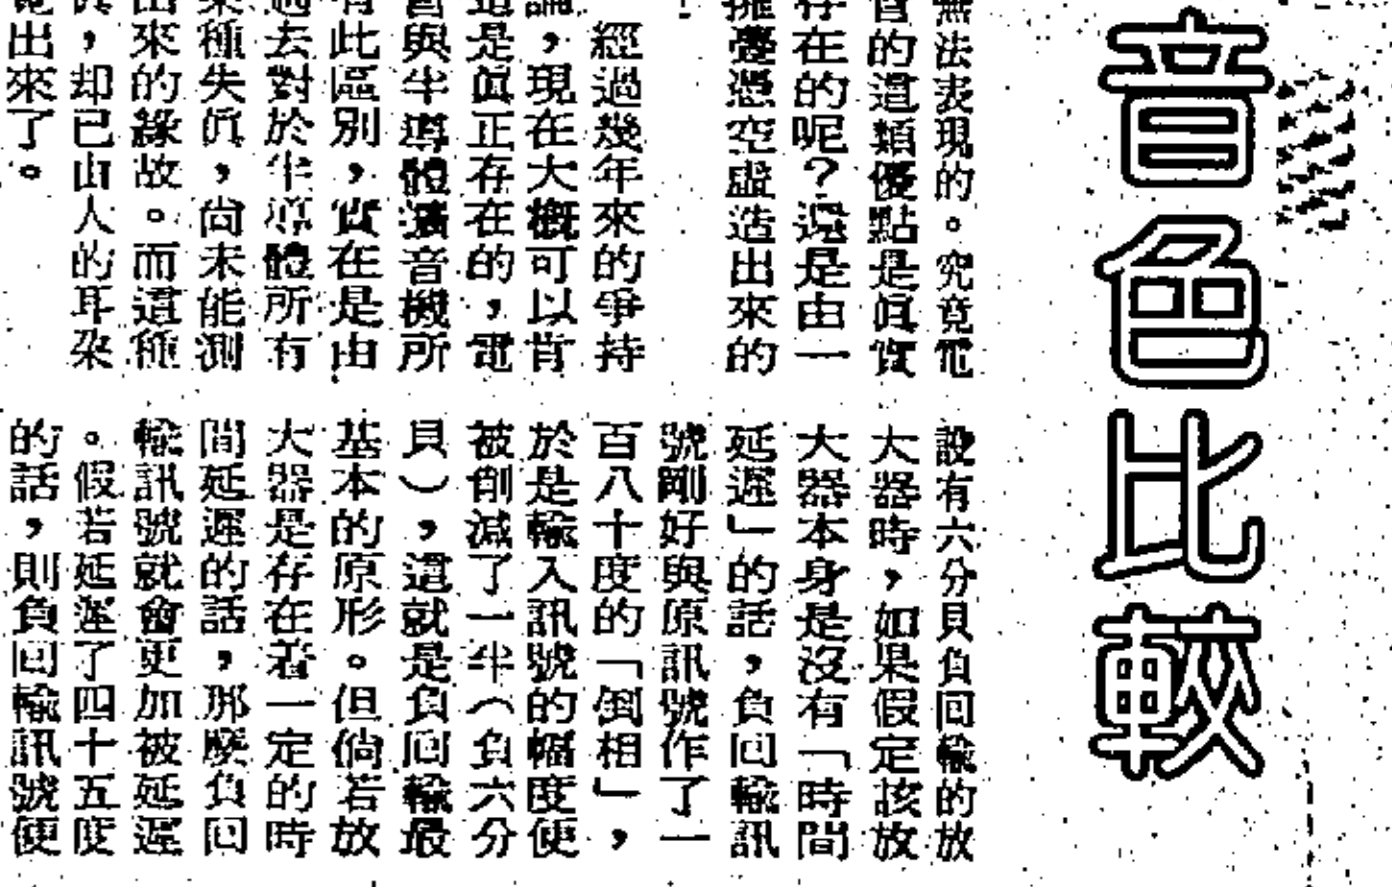 音色比較
無法表現的。究竟電
管的這類優點是眞實
存在的呢?還是由一
擁躉憑空虛造出來的
!
經過幾年來的爭持
論,現在大槪可以肯
這是眞正存在的,電
管與半導體擴音機所
有此區別,實在是由
過去對於半導體所有
某種失眞,尙未能測
出來的緣故。而這種
眞,却已由人的耳朶
電出來了。
設有六分貝負回輸的放
大器時,如果假定該放
大器本身是沒有「時間
延遲」的話,負回輸訊
號剛好與原訊號作了一
百八十度的「倒相」,
於是輸入訊號的幅度便
被削減了一半(負六分
貝),這就是負回輸最
基本的原形。但倘若放
大器是存在着一定的時
間延遲的話,那麼負回
輸訊號就會更加被延遲
。假若延遲了四十五度
的話,則負回輸訊號便